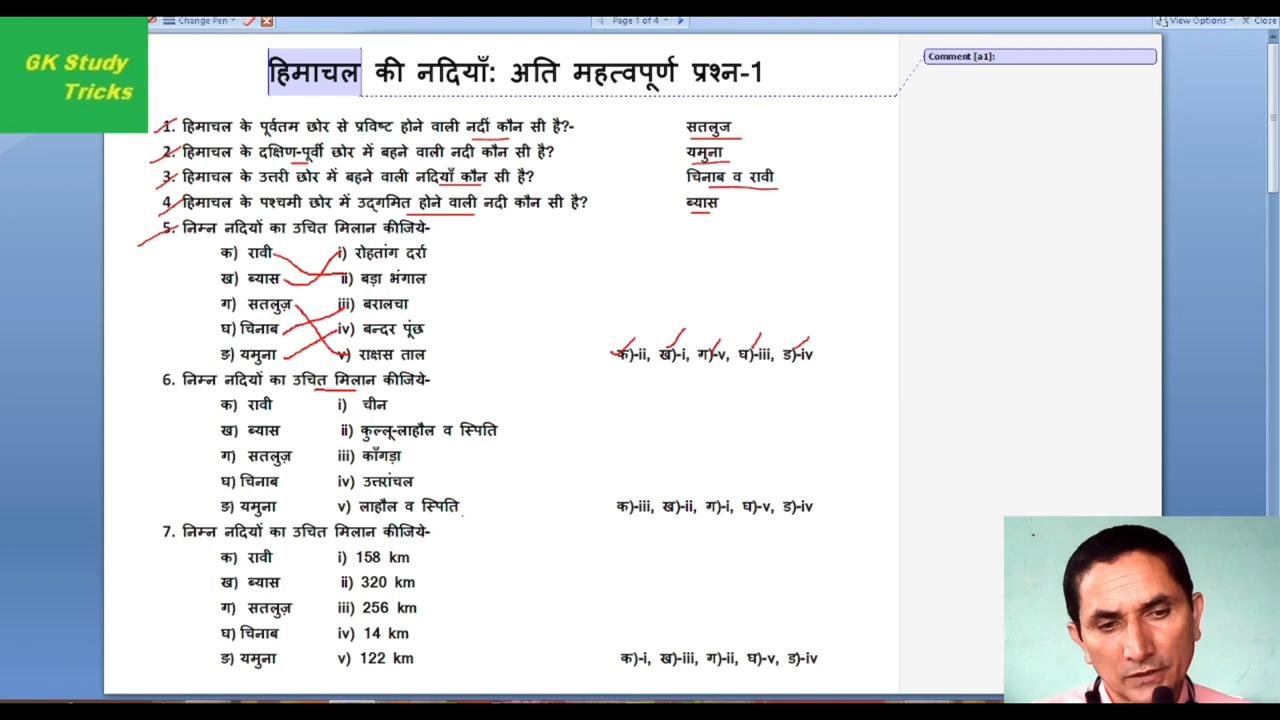 Change Pen
Page 1 of 4
View Options
Close
GK Study
Tricks
हिमाचल की नदियाँ: अति महत्वपूर्ण प्रश्न-1
Comment [a1]:
1. हिमाचल के पूर्वतम छोर से प्रविष्ट होने वाली नदीं कौन सी है?- सतलुज
2. हिमाचल के दक्षिण-पूर्वी छोर में बहने वाली नदी कौन सी है? यमुना
3. हिमाचल के उत्तरी छोर में बहने वाली नदियाँ कौन सी है? चिनाब व रावी
4. हिमाचल के पश्चमी छोर में उद्गमित होने वाली नदी कौन सी है? ब्यास
5. निम्न नदियों का उचित मिलान कीजिये-
क) रावी i) रोहतांग दर्रा
ख) ब्यास ii) बड़ा भंगाल
ग) सतलुज़ iii) बरालचा
घ) चिनाब iv) बन्दर पूंछ
ङ) यमुना v) राक्षस ताल क)-ii, ख)-i, ग)-v, घ)-iii, ड)-iv
6. निम्न नदियों का उचित मिलान कीजिये-
क) रावी i) चीन
ख) ब्यास ii) कुल्लू-लाहौल व स्पिति
ग) सतलुज़ iii) काँगड़ा
घ) चिनाब iv) उत्तरांचल
ङ) यमुना v) लाहौल व स्पिति क)-iii, ख)-ii, ग)-i, घ)-v, ड)-iv
7. निम्न नदियों का उचित मिलान कीजिये-
क) रावी i) 158 km
ख) ब्यास ii) 320 km
ग) सतलुज़ iii) 256 km
घ) चिनाब iv) 14 km
ङ) यमुना v) 122 km क)-i, ख)-iii, ग)-ii, घ)-v, ड)-iv